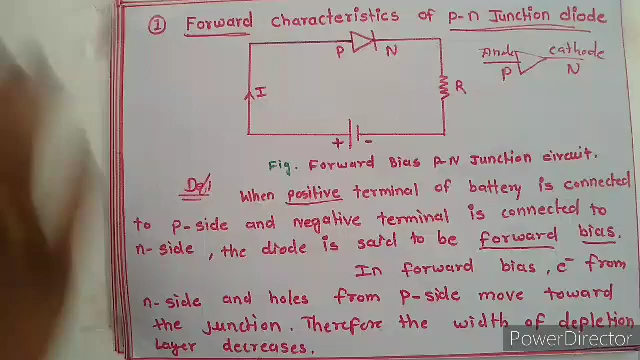 ① Forward characteristics of p-n Junction diode
P N
Anode cathode
P N
I
R
+ -
Fig. Forward Bias P-N Junction circuit.
Def:
When positive terminal of battery is connected
to p-side and negative terminal is connected to
n-side, the diode is said to be forward bias.
In forward bias, e⁻ from
n-side and holes from p-side move toward
the junction. Therefore the width of depletion
layer decreases.
PowerDirector